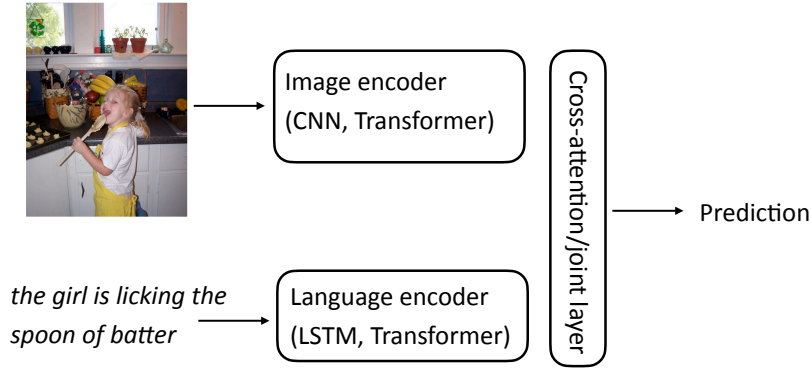 Image encoder
(CNN, Transformer)
Cross-attention/joint layer
Prediction
the girl is licking the
spoon of batter
Language encoder
(LSTM, Transformer)